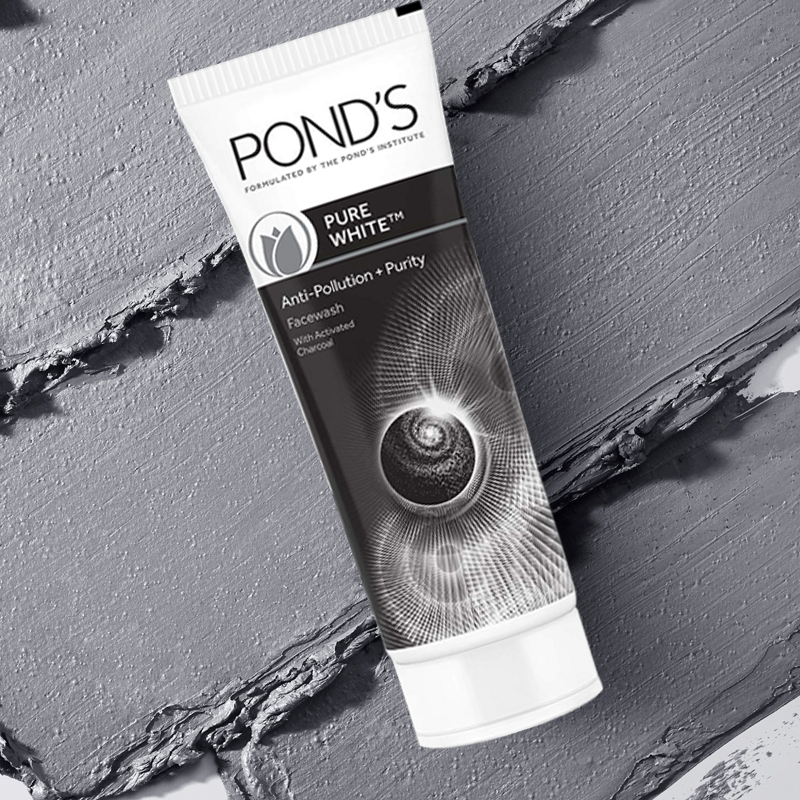 POND'S
FORMULATED BY THE POND'S INSTITUTE
PURE
WHITE™
Anti-Pollution + Purity
Facewash
With Activated
Charcoal